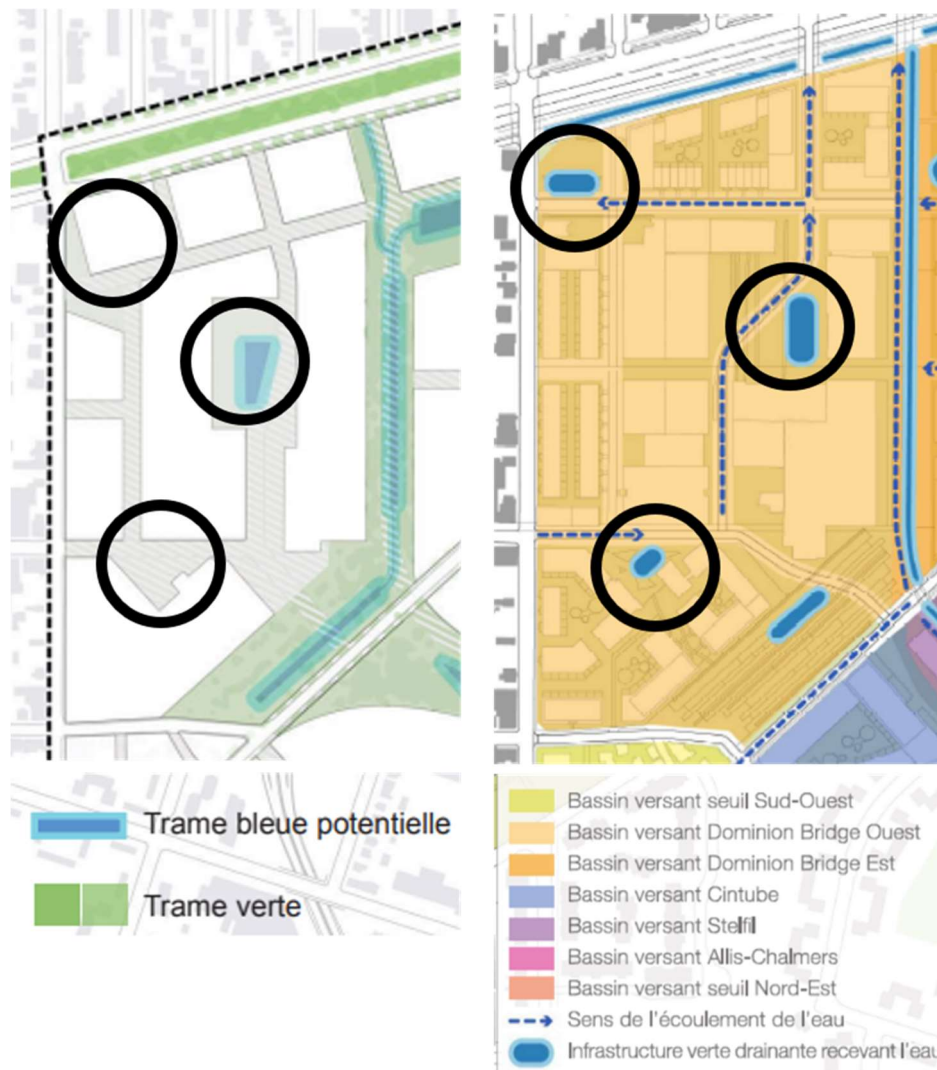 Trame bleue potentielle
Trame verte
Bassin versant seuil Sud-Ouest
Bassin versant Dominion Bridge Ouest
Bassin versant Dominion Bridge Est
Bassin versant Cintube
Bassin versant Stelfil
Bassin versant Allis-Chalmers
Bassin versant seuil Nord-Est
Sens de l'écoulement de l'eau
Infrastructure verte drainante recevant l'eau